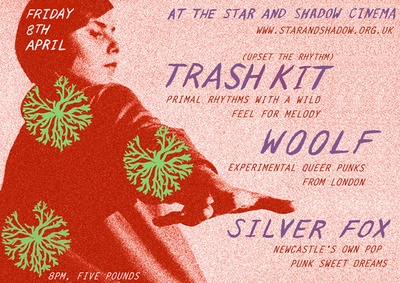 FRIDAY
8TH
APRIL
AT THE STAR AND SHADOW CINEMA
WWW.STARANDSHADOW.ORG.UK
(UPSET THE RHYTHM)
TRASH KIT
PRIMAL RHYTHMS WITH A WILD
FEEL FOR MELODY
WOOLF
EXPERIMENTAL QUEER PUNKS
FROM LONDON
SILVER FOX
NEWCASTLE'S OWN POP
PUNK SWEET DREAMS
8PM, FIVE POUNDS